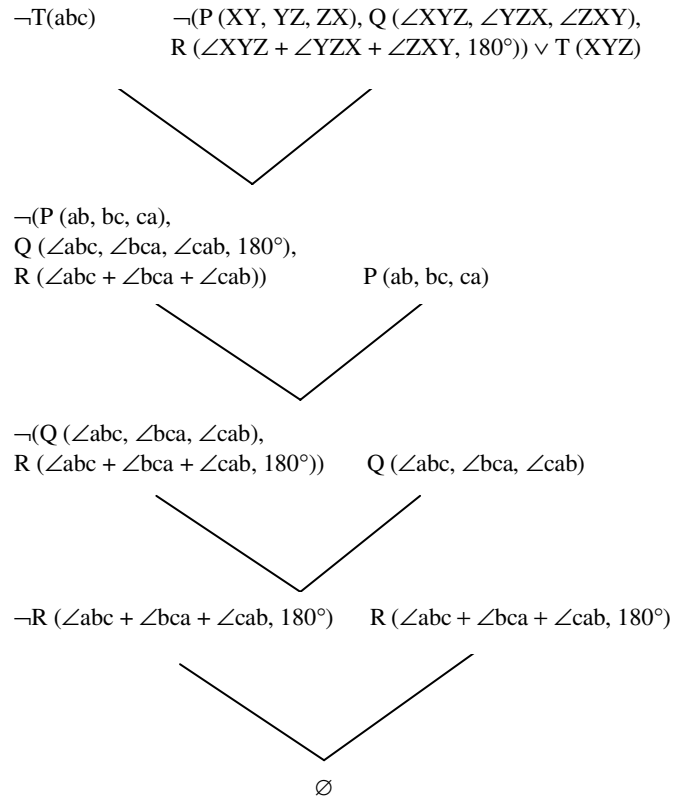 ¬T(abc) ¬(P (XY, YZ, ZX), Q (∠XYZ, ∠YZX, ∠ZXY),
R (∠XYZ + ∠YZX + ∠ZXY, 180°)) ∨ T (XYZ)
¬(P (ab, bc, ca),
Q (∠abc, ∠bca, ∠cab, 180°),
R (∠abc + ∠bca + ∠cab)) P (ab, bc, ca)
¬(Q (∠abc, ∠bca, ∠cab),
R (∠abc + ∠bca + ∠cab, 180°)) Q (∠abc, ∠bca, ∠cab)
¬R (∠abc + ∠bca + ∠cab, 180°) R (∠abc + ∠bca + ∠cab, 180°)
∅